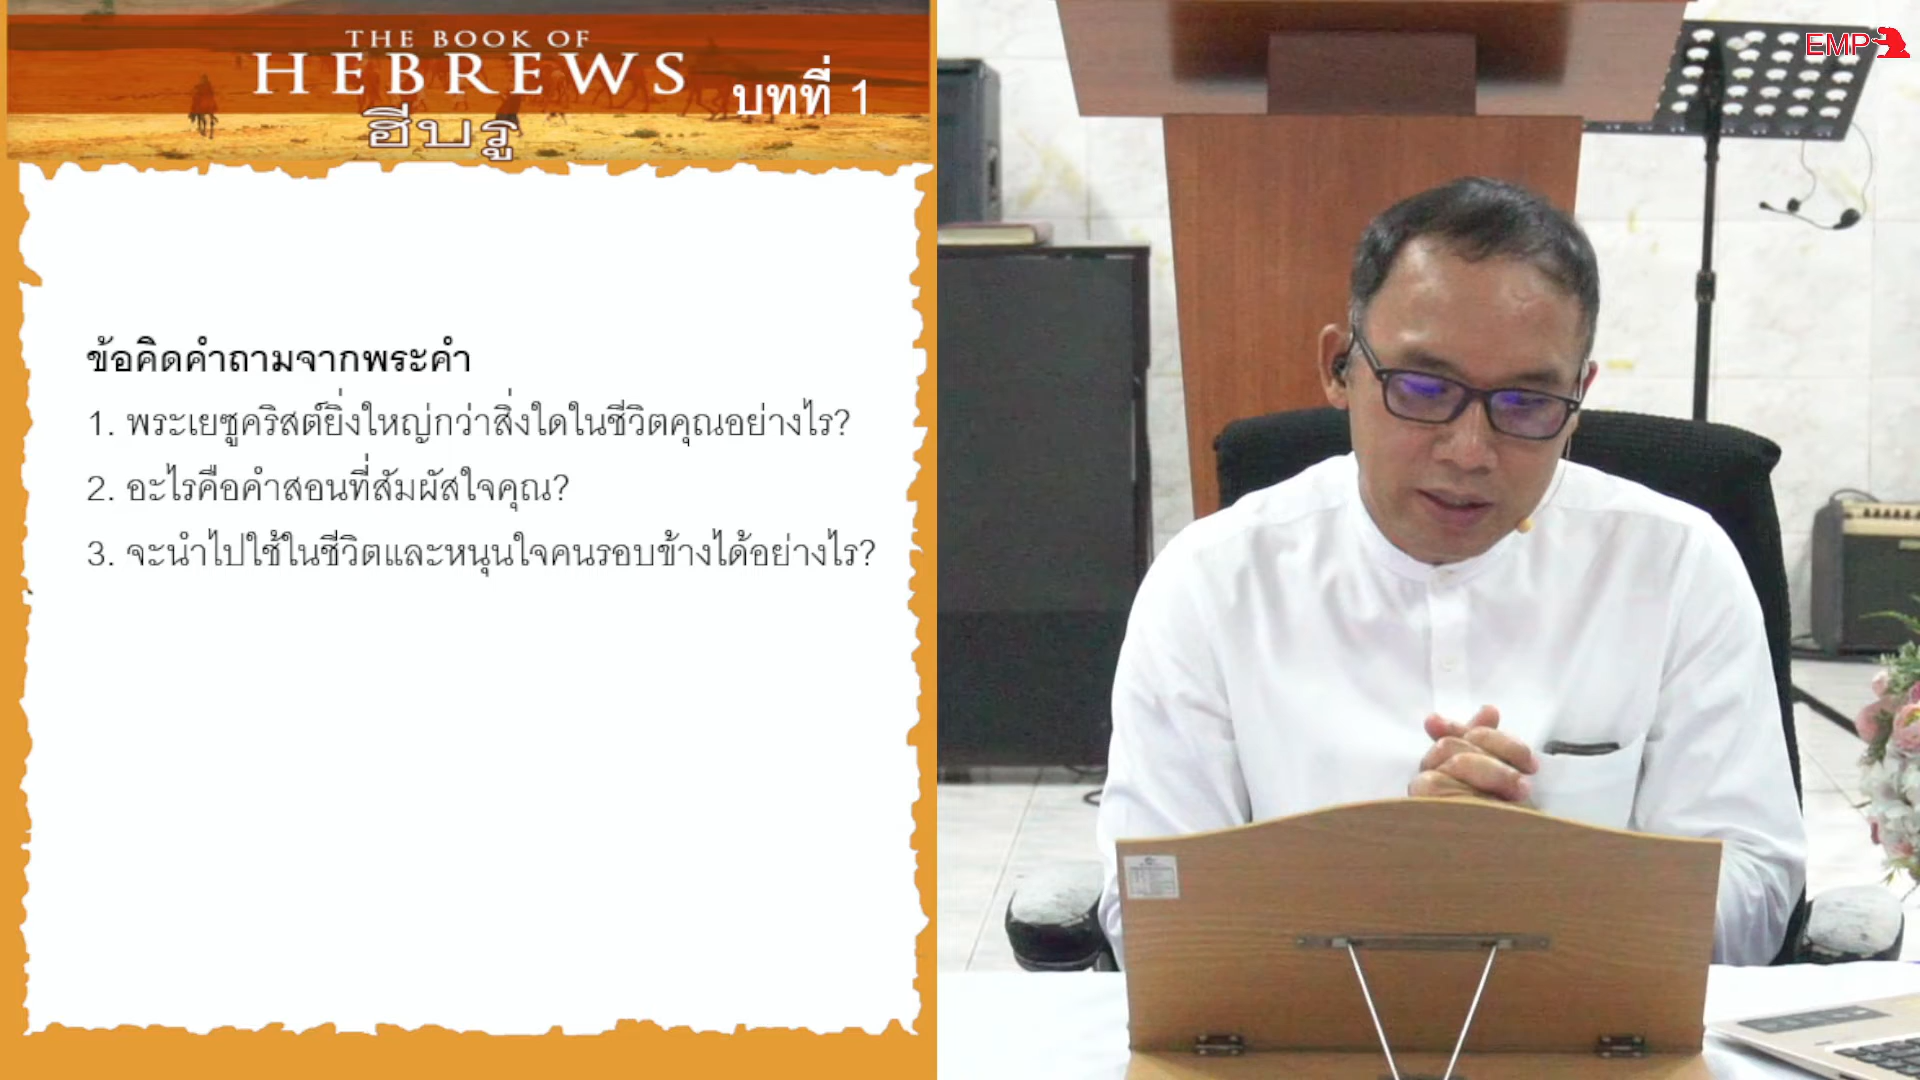 THE BOOK OF
HEBREWS
ฮีบรู
บทที่ 1
ข้อคิดคำถามจากพระคำ
1. พระเยซูคริสต์ยิ่งใหญ่กว่าสิ่งใดในชีวิตคุณอย่างไร?
2. อะไรคือคำสอนที่สัมผัสใจคุณ?
3. จะนำไปใช้ในชีวิตและหนุนใจคนรอบข้างได้อย่างไร?
EMP